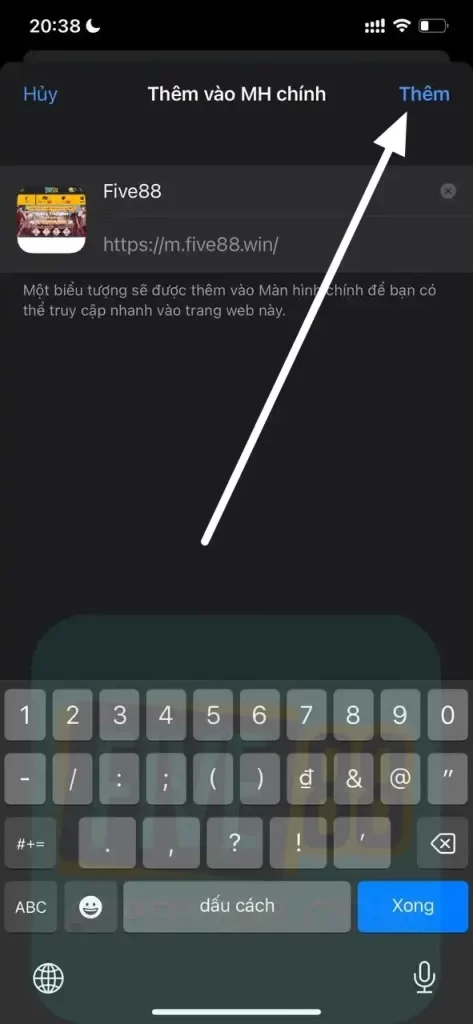 20:38
Hủy
Thêm vào MH chính
Thêm
Five88
https://m.five88.win/
Một biểu tượng sẽ được thêm vào Màn hình chính để bạn có
thể truy cập nhanh vào trang web này.
1 2 3 4 5 6 7 8 9 0
- / : ; ( ) ₫ & @ "
#+= . , ? ! ′
ABC dấu cách Xong
FIVE88